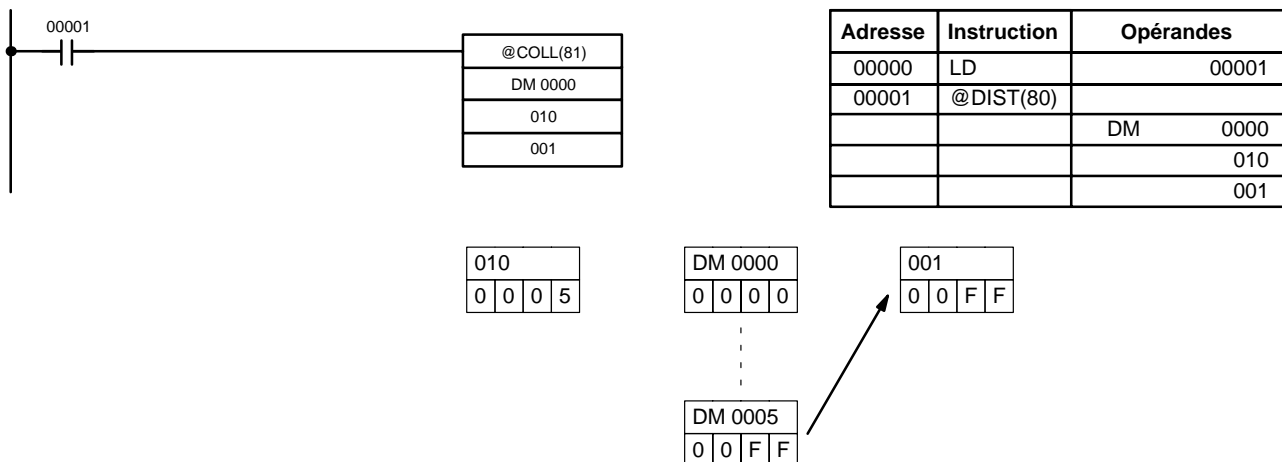 00001
@COLL(81)
DM 0000
010
001
Adresse Instruction Opérandes
00000 LD 00001
00001 @DIST(80)
DM 0000
010
001
010 DM 0000 001
0 0 0 5 0 0 0 0 0 0 F F
DM 0005
0 0 F F